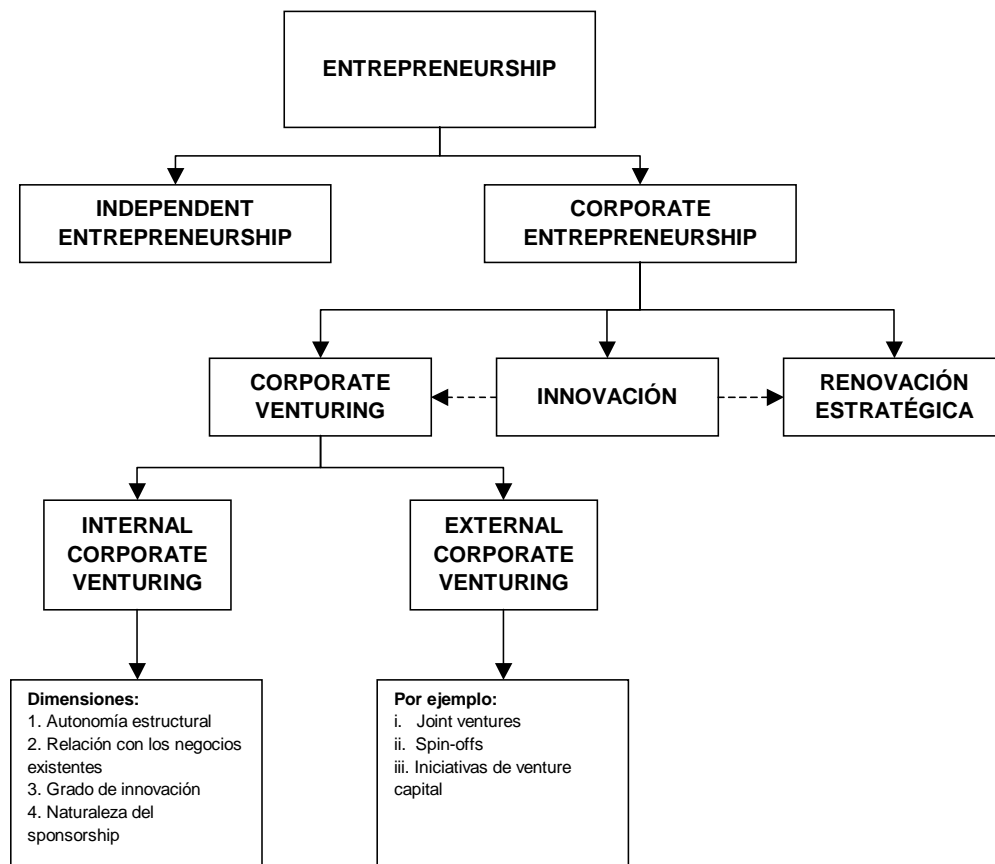 ENTREPRENEURSHIP
INDEPENDENT
ENTREPRENEURSHIP
CORPORATE
ENTREPRENEURSHIP
CORPORATE
VENTURING
INNOVACIÓN
RENOVACIÓN
ESTRATÉGICA
INTERNAL
CORPORATE
VENTURING
EXTERNAL
CORPORATE
VENTURING
Dimensiones:
1. Autonomía estructural
2. Relación con los negocios
existentes
3. Grado de innovación
4. Naturaleza del
sponsorship
Por ejemplo:
i. Joint ventures
ii. Spin-offs
iii. Iniciativas de venture
capital